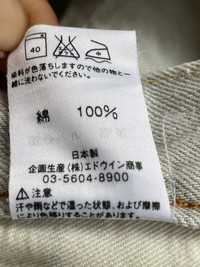 40
染料が色落ちしますので他の物と一
緒に洗わないでください。
綿 100%
日本製
企画生産(株)エドウイン商事
03-5604-8900
⚠注意
汗や雨などで湿った状態、および摩擦
により色移りすることがあります。